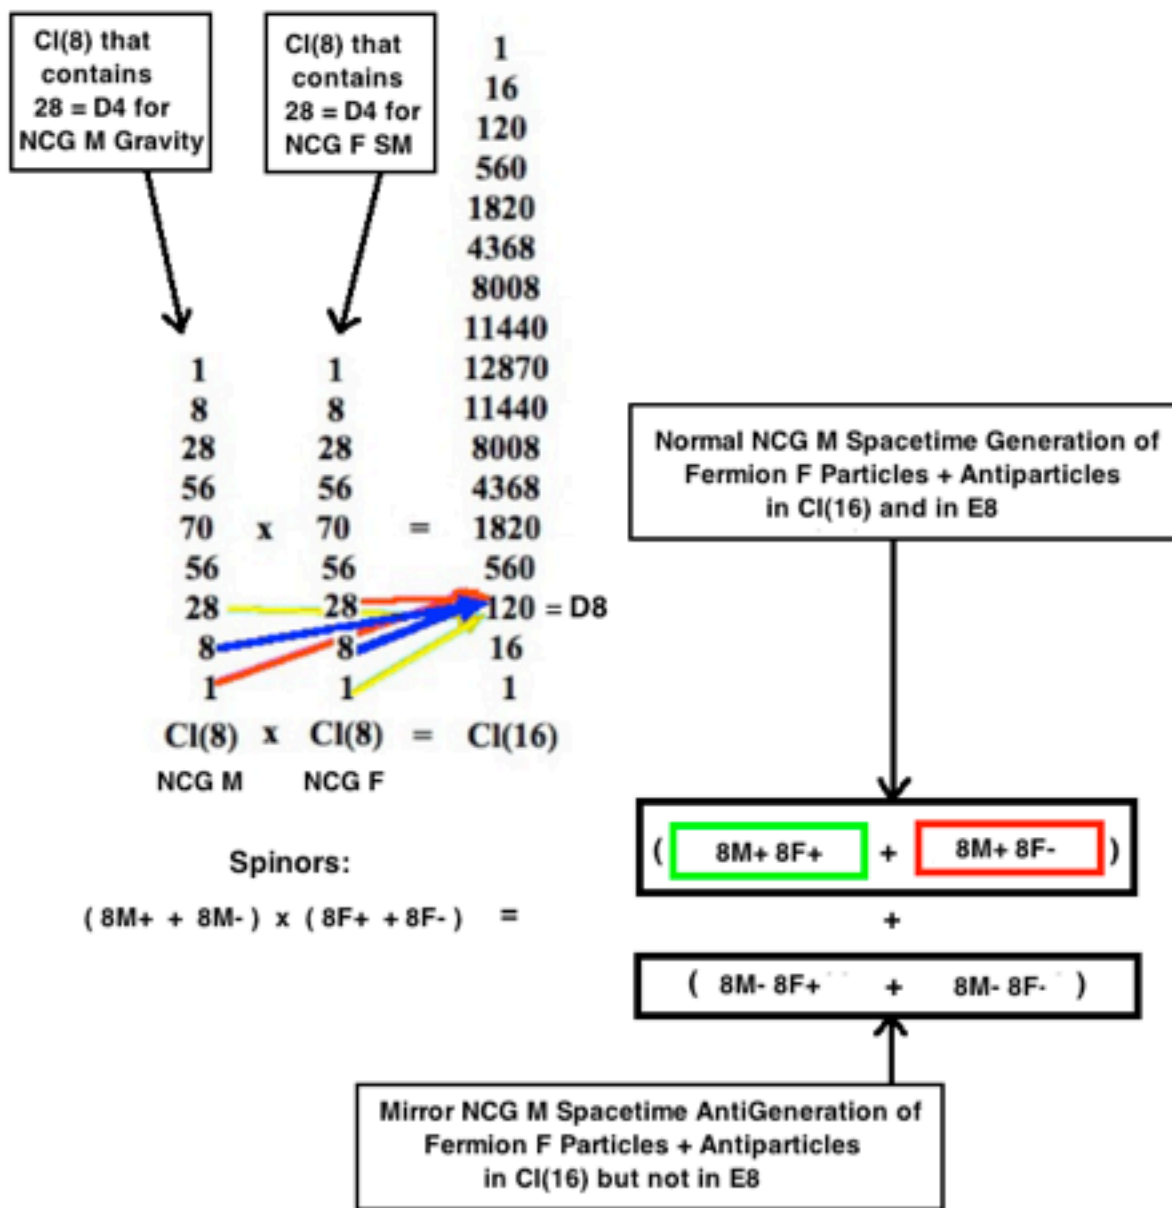 Cl(8) that
contains
28 = D4 for
NCG M Gravity
Cl(8) that
contains
28 = D4 for
NCG F SM
1
16
120
560
1820
4368
8008
11440
1 1 12870
8 8 11440
28 28 8008
56 56 4368
70 x 70 = 1820
56 56 560
28 28 120 = D8
8 8 16
1 1 1
Cl(8) x Cl(8) = Cl(16)
NCG M NCG F
Normal NCG M Spacetime Generation of
Fermion F Particles + Antiparticles
in Cl(16) and in E8
Spinors:
( 8M+ + 8M- ) x ( 8F+ + 8F- ) =
( 8M+ 8F+ + 8M+ 8F- )
+
( 8M- 8F+ + 8M- 8F- )
Mirror NCG M Spacetime AntiGeneration of
Fermion F Particles + Antiparticles
in Cl(16) but not in E8